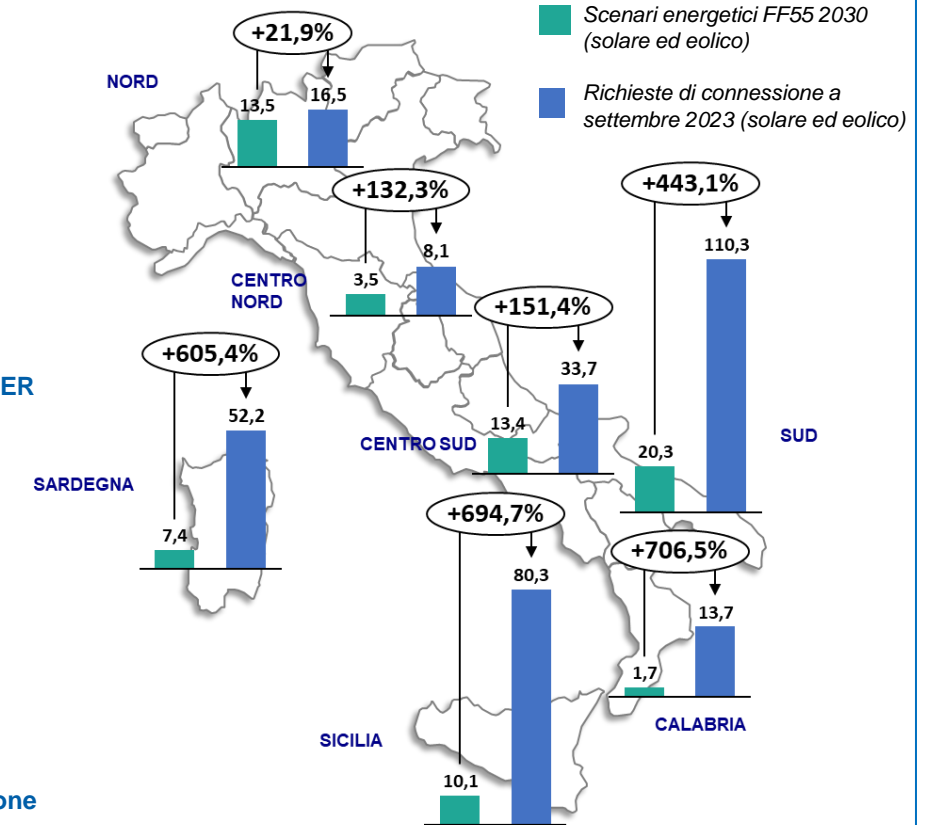 Scenari energetici FF55 2030
(solare ed eolico)
Richieste di connessione a
settembre 2023 (solare ed eolico)
NORD
+21,9%
13,5
16,5
CENTRO
NORD
+132,3%
3,5
8,1
CENTRO SUD
+151,4%
13,4
33,7
SUD
+443,1%
20,3
110,3
ER
SARDEGNA
+605,4%
7,4
52,2
SICILIA
+694,7%
10,1
80,3
CALABRIA
+706,5%
1,7
13,7
one